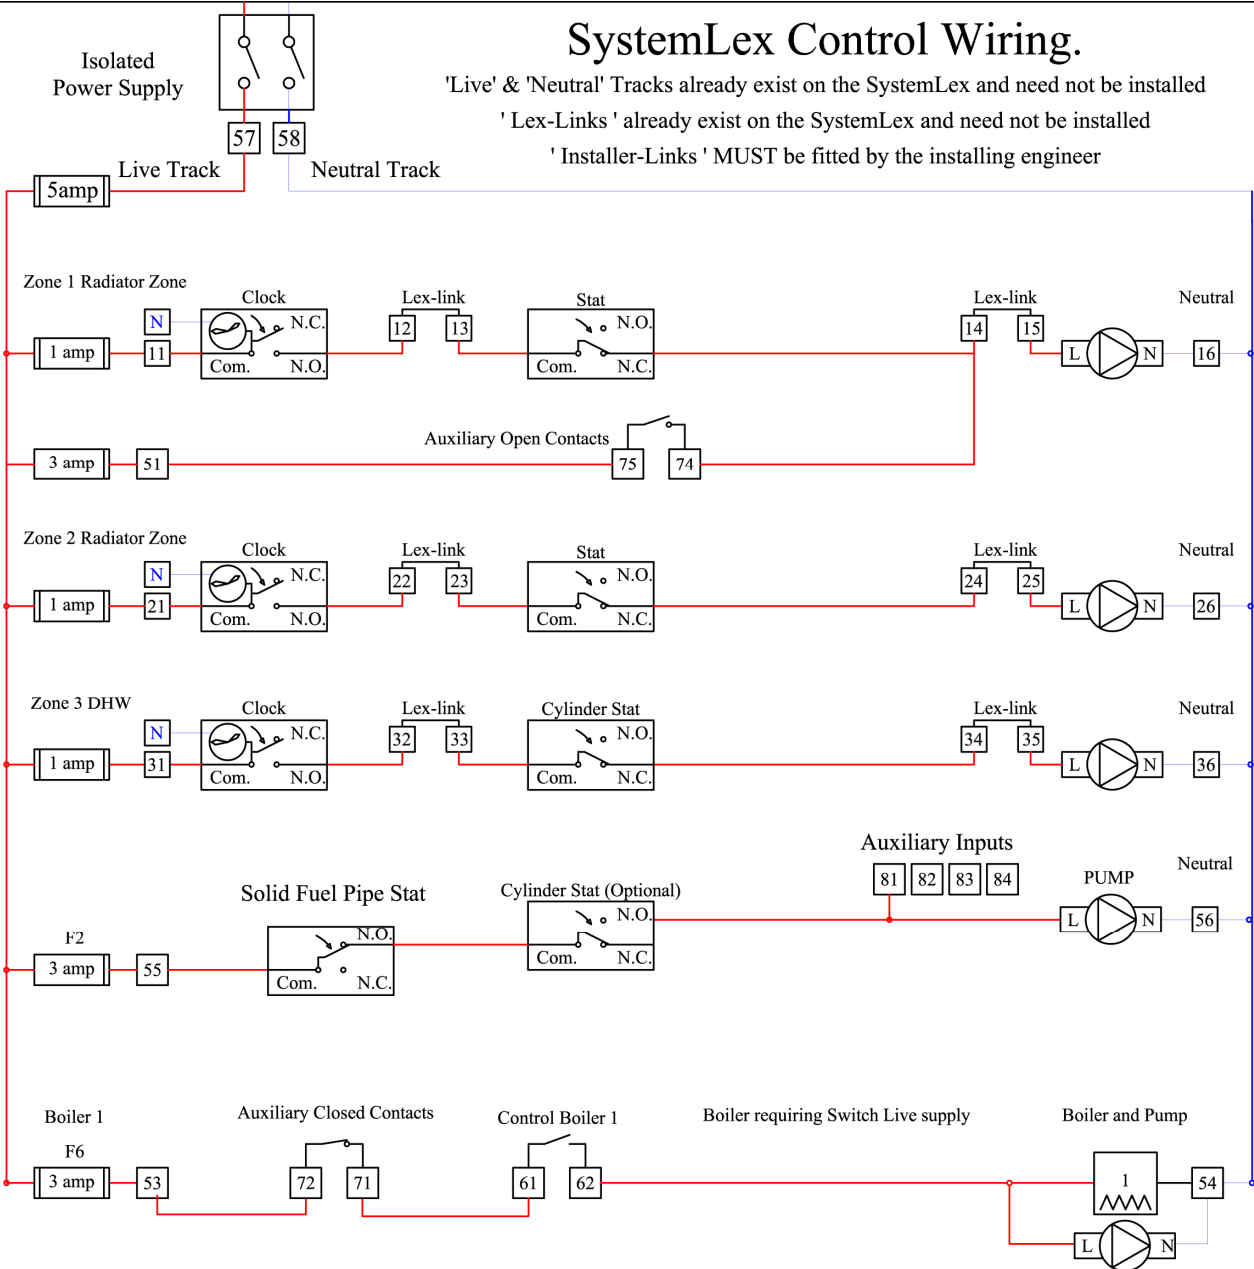 SystemLex Control Wiring.
'Live' & 'Neutral' Tracks already exist on the SystemLex and need not be installed
' Lex-Links ' already exist on the SystemLex and need not be installed
' Installer-Links ' MUST be fitted by the installing engineer
Isolated
Power Supply
57 58
Live Track Neutral Track
5amp
Zone 1 Radiator Zone
Clock Lex-link Stat Lex-link Neutral
N N.C. 12 13 N.O. 14 15
1 amp 11 L N 16
Com. N.O. Com. N.C.
Auxiliary Open Contacts
3 amp 51 75 74
Zone 2 Radiator Zone
Clock Lex-link Stat Lex-link Neutral
N N.C. 22 23 N.O. 24 25
1 amp 21 L N 26
Com. N.O. Com. N.C.
Zone 3 DHW
Clock Lex-link Cylinder Stat Lex-link Neutral
N N.C. 32 33 N.O. 34 35
1 amp 31 L N 36
Com. N.O. Com. N.C.
Auxiliary Inputs
81 82 83 84
PUMP
Neutral
Solid Fuel Pipe Stat
Cylinder Stat (Optional)
N.O.
L N 56
Com. N.C.
F2
3 amp 55
N.O.
Com. N.C.
Boiler 1
Auxiliary Closed Contacts
Control Boiler 1
Boiler requiring Switch Live supply
Boiler and Pump
F6
3 amp 53 72 71 61 62 1 54
L N